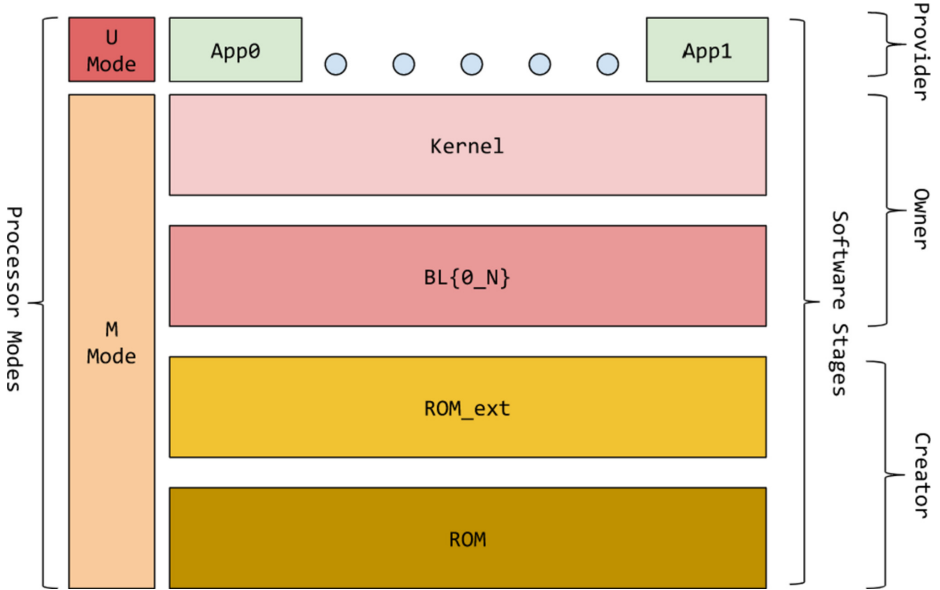 U
Mode
App0
App1
Provider
Kernel
Owner
Processor Modes
BL{0_N}
Software Stages
M
Mode
ROM_ext
Creator
ROM